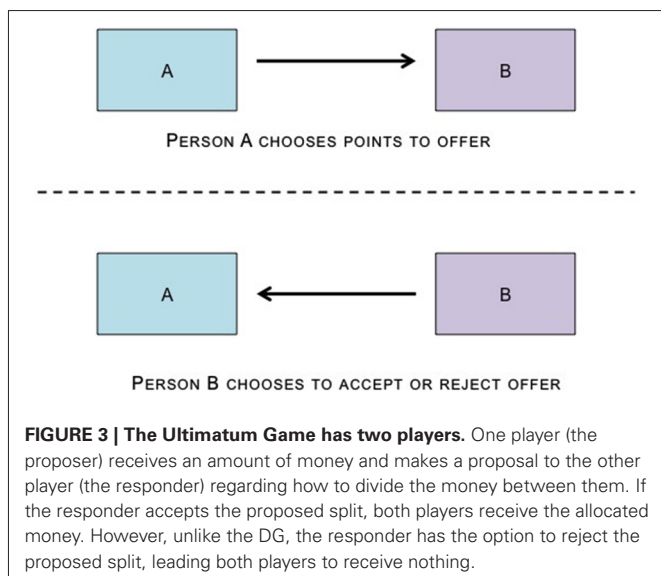 A B
PERSON A CHOOSES POINTS TO OFFER
A B
PERSON B CHOOSES TO ACCEPT OR REJECT OFFER
FIGURE 3 | The Ultimatum Game has two players. One player (the
proposer) receives an amount of money and makes a proposal to the other
player (the responder) regarding how to divide the money between them. If
the responder accepts the proposed split, both players receive the allocated
money. However, unlike the DG, the responder has the option to reject the
proposed split, leading both players to receive nothing.